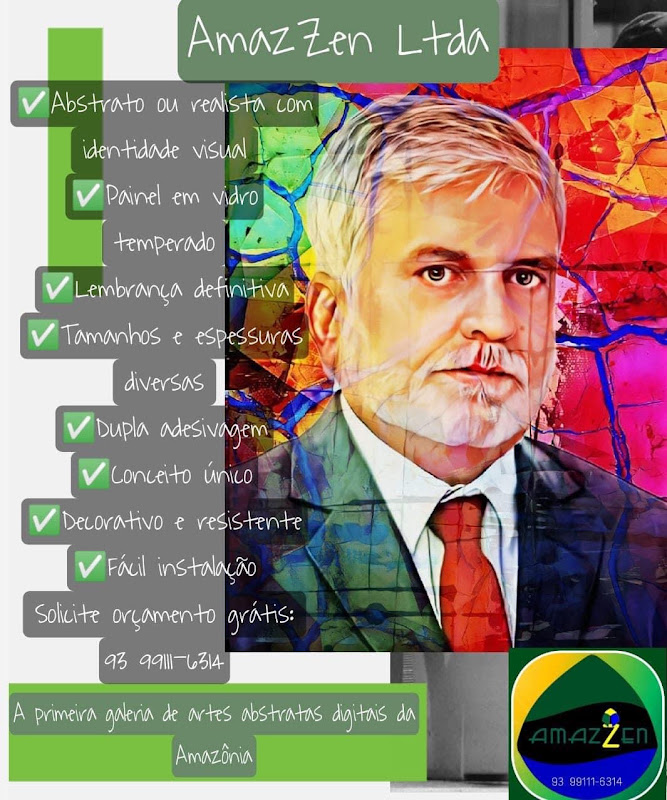 AmazZen Ltda
✅Abstrato ou realista com
identidade visual
✅Painel em vidro
temperado
✅Lembrança definitiva
✅Tamanhos e espessuras
diversas
✅Dupla adesivagem
✅Conceito único
✅Decorativo e resistente
✅Fácil instalação
Solicite orçamento grátis:
93 99111-6314
A primeira galeria de artes abstratas digitais da
Amazônia
AMAZZEN
93 99111-6314